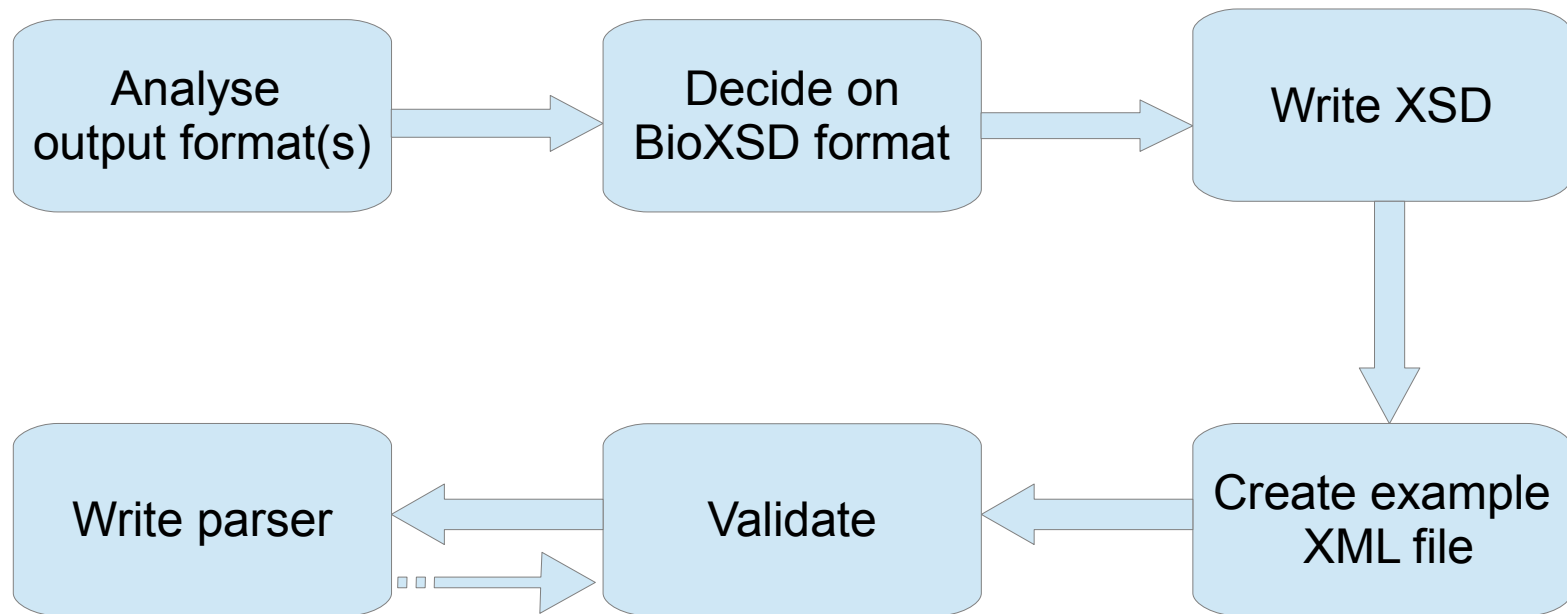 Analyse
output format(s)
Decide on
BioXSD format
Write XSD
Create example
XML file
Validate
Write parser